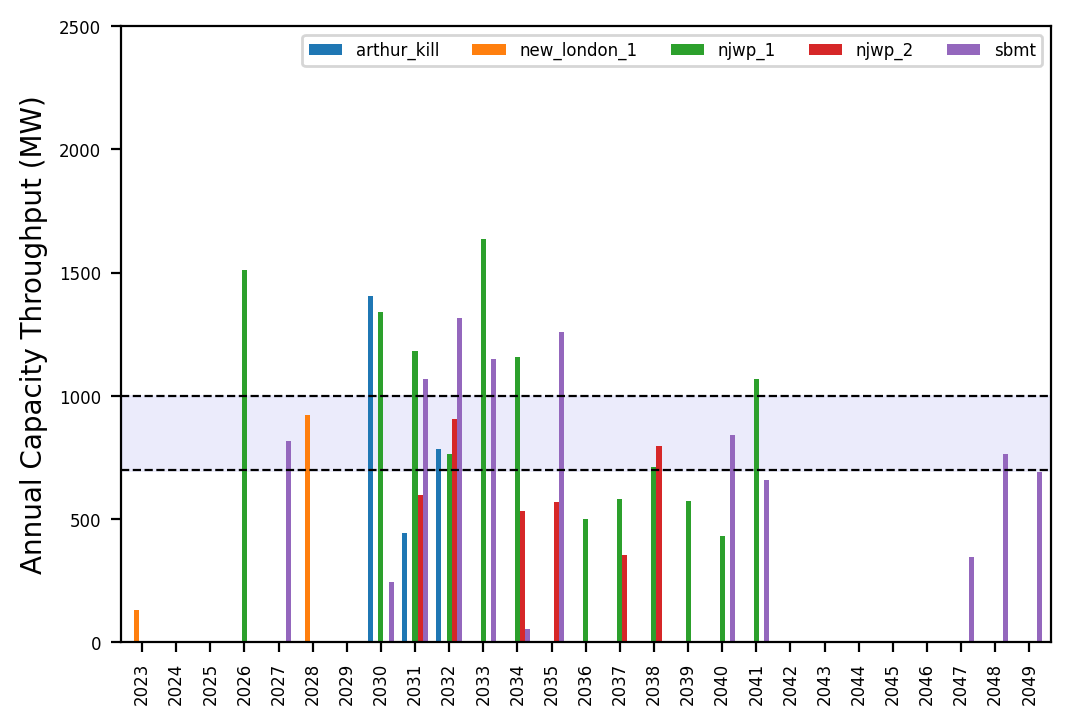 Annual Capacity Throughput (MW)
2500
2000
1500
1000
500
0
arthur_kill new_london_1 njwp_1 njwp_2 sbmt
2023 2024 2025 2026 2027 2028 2029 2030 2031 2032 2033 2034 2035 2036 2037 2038 2039 2040 2041 2042 2043 2044 2045 2046 2047 2048 2049